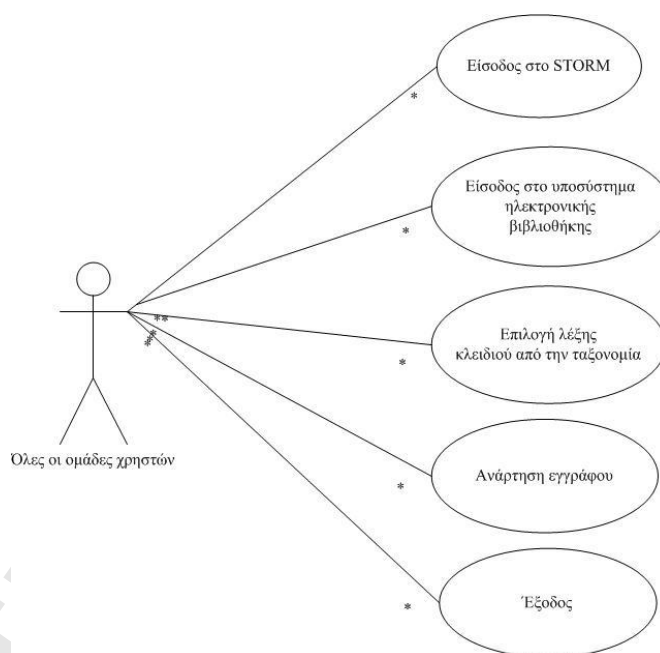 Είσοδος στο STORM
*
Είσοδος στο υποσύστημα
ηλεκτρονικής
βιβλιοθήκης
*
**
***
Επιλογή λέξης
κλειδιού από την ταξονομία
*
Όλες οι ομάδες χρηστών
Ανάρτηση εγγράφου
*
Έξοδος
*